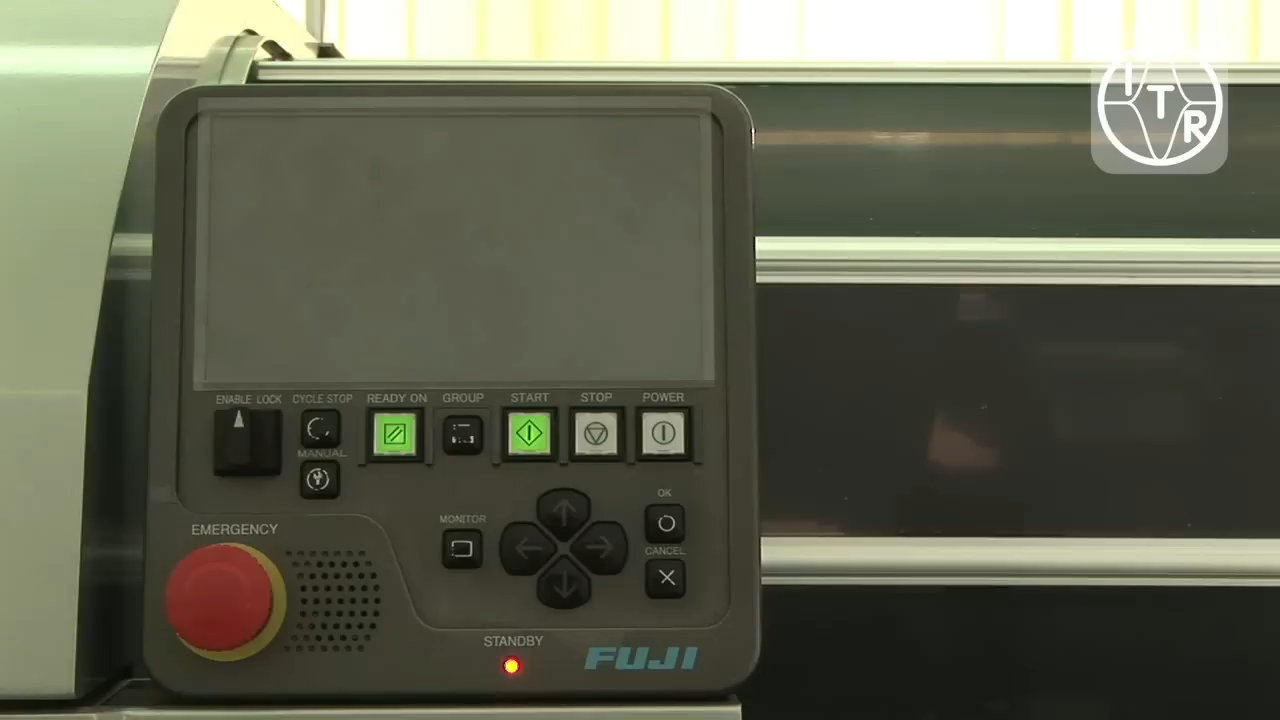 ITR
ENABLE LOCK CYCLE STOP READY ON GROUP START STOP POWER
MANUAL
OK
MONITOR
EMERGENCY
CANCEL
STANDBY
FUJI